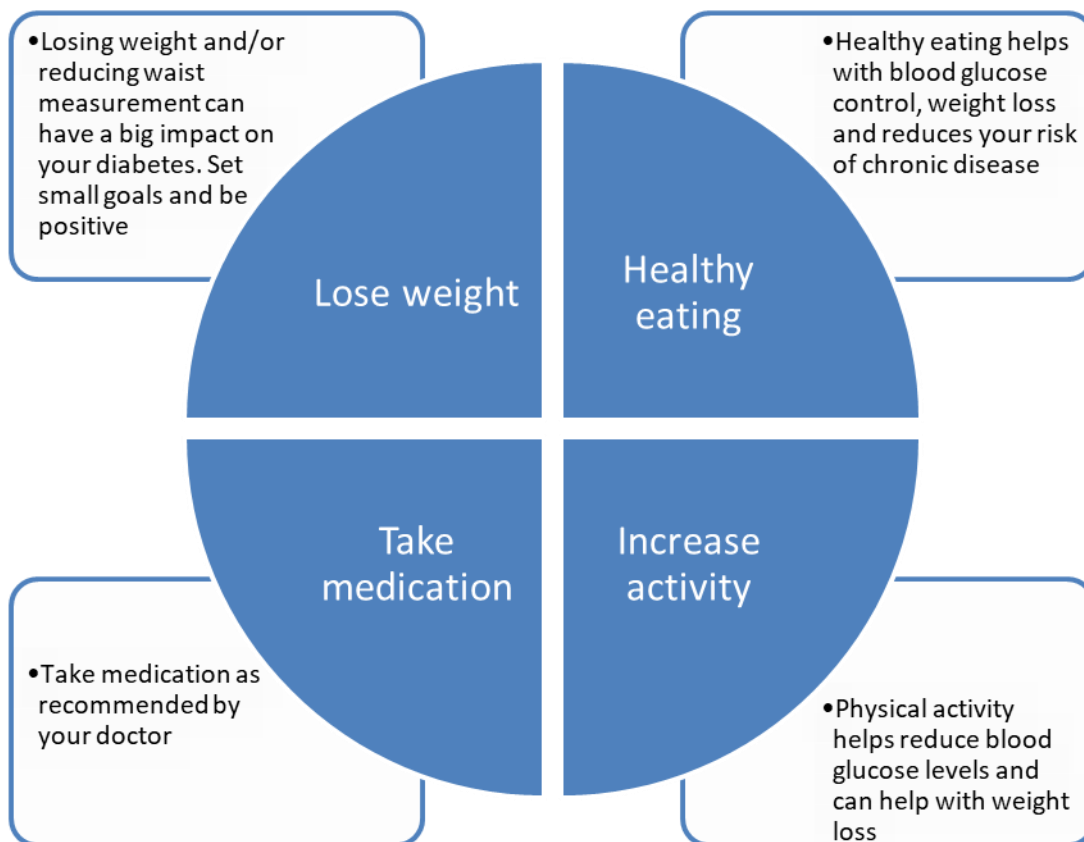 •Losing weight and/or
reducing waist
measurement can
have a big impact on
your diabetes. Set
small goals and be
positive
•Healthy eating helps
with blood glucose
control, weight loss
and reduces your risk
of chronic disease
Lose weight
Healthy
eating
Take
medication
Increase
activity
•Take medication as
recommended by
your doctor
•Physical activity
helps reduce blood
glucose levels and
can help with weight
loss